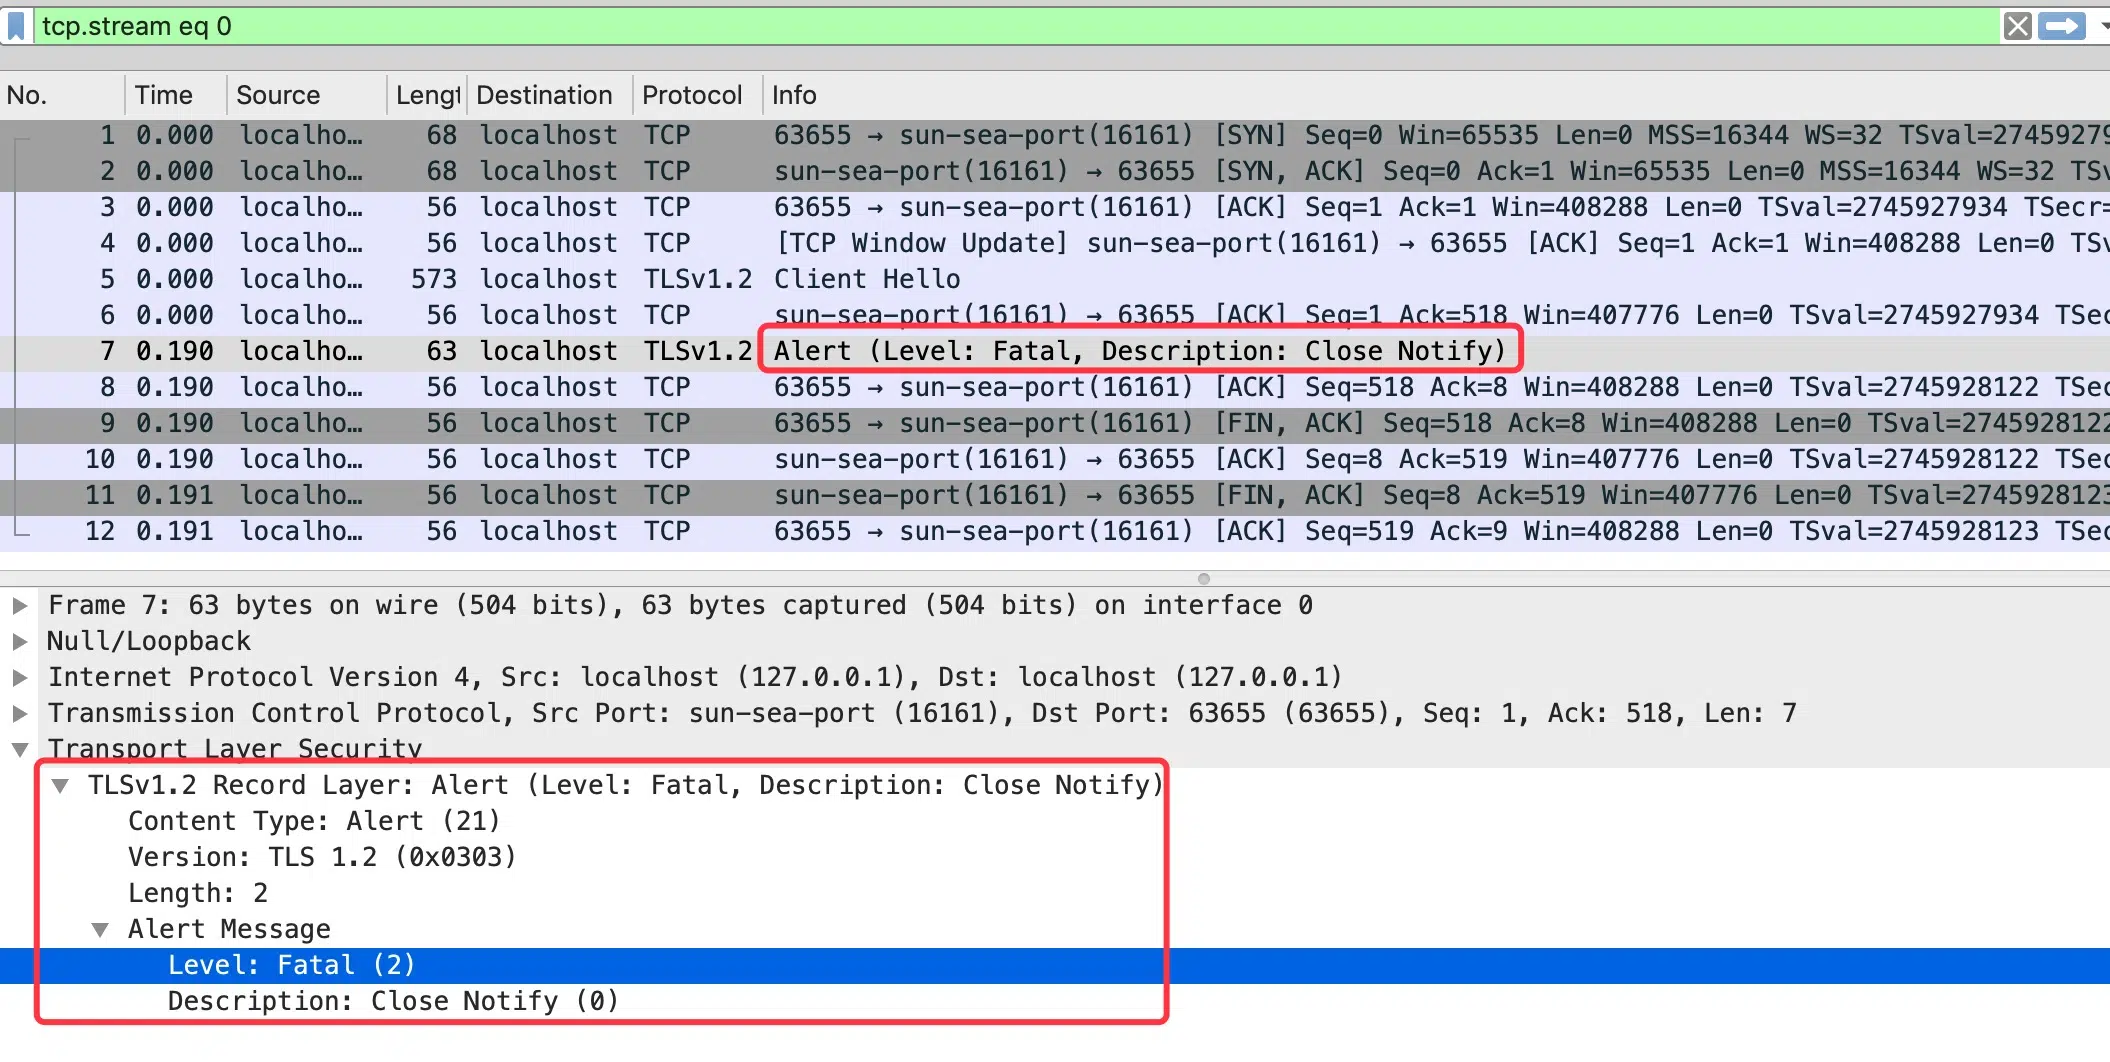 tcp.stream eq 0
No. Time Source Lengt Destination Protocol Info
1 0.000 localho… 68 localhost TCP 63655 → sun-sea-port(16161) [SYN] Seq=0 Win=65535 Len=0 MSS=16344 WS=32 TSval=27459279
2 0.000 localho… 68 localhost TCP sun-sea-port(16161) → 63655 [SYN, ACK] Seq=0 Ack=1 Win=65535 Len=0 MSS=16344 WS=32 TSv
3 0.000 localho… 56 localhost TCP 63655 → sun-sea-port(16161) [ACK] Seq=1 Ack=1 Win=408288 Len=0 TSval=2745927934 TSecr=
4 0.000 localho… 56 localhost TCP [TCP Window Update] sun-sea-port(16161) → 63655 [ACK] Seq=1 Ack=1 Win=408288 Len=0 TSv
5 0.000 localho… 573 localhost TLSv1.2 Client Hello
6 0.000 localho… 56 localhost TCP sun-sea-port(16161) → 63655 [ACK] Seq=1 Ack=518 Win=407776 Len=0 TSval=2745927934 TSec
7 0.190 localho… 63 localhost TLSv1.2 Alert (Level: Fatal, Description: Close Notify)
8 0.190 localho… 56 localhost TCP 63655 → sun-sea-port(16161) [ACK] Seq=518 Ack=8 Win=408288 Len=0 TSval=2745928122 TSec
9 0.190 localho… 56 localhost TCP 63655 → sun-sea-port(16161) [FIN, ACK] Seq=518 Ack=8 Win=408288 Len=0 TSval=2745928122
10 0.190 localho… 56 localhost TCP sun-sea-port(16161) → 63655 [ACK] Seq=8 Ack=519 Win=407776 Len=0 TSval=2745928122 TSec
11 0.191 localho… 56 localhost TCP sun-sea-port(16161) → 63655 [FIN, ACK] Seq=8 Ack=519 Win=407776 Len=0 TSval=2745928123
12 0.191 localho… 56 localhost TCP 63655 → sun-sea-port(16161) [ACK] Seq=519 Ack=9 Win=408288 Len=0 TSval=2745928123 TSec
Frame 7: 63 bytes on wire (504 bits), 63 bytes captured (504 bits) on interface 0
Null/Loopback
Internet Protocol Version 4, Src: localhost (127.0.0.1), Dst: localhost (127.0.0.1)
Transmission Control Protocol, Src Port: sun-sea-port (16161), Dst Port: 63655 (63655), Seq: 1, Ack: 518, Len: 7
Transport Layer Security
TLSv1.2 Record Layer: Alert (Level: Fatal, Description: Close Notify)
Content Type: Alert (21)
Version: TLS 1.2 (0x0303)
Length: 2
Alert Message
Level: Fatal (2)
Description: Close Notify (0)